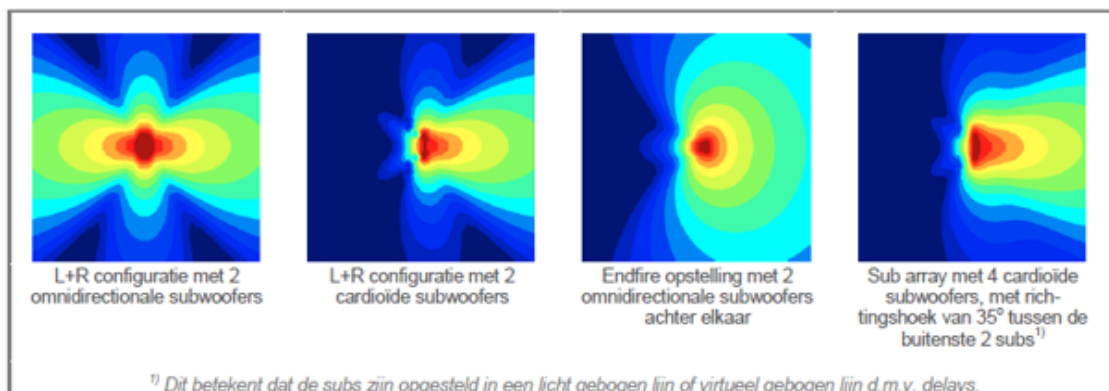 L+R configuratie met 2
omnidirectionale subwoofers
L+R configuratie met 2
cardioïde subwoofers
Endfire opstelling met 2
omnidirectionale subwoofers
achter elkaar
Sub array met 4 cardioïde
subwoofers, met rich-
tingshoek van 35° tussen de
buitenste 2 subs¹⁾
¹⁾ Dit betekent dat de subs zijn opgesteld in een licht gebogen lijn of virtueel gebogen lijn d.m.v. delays.